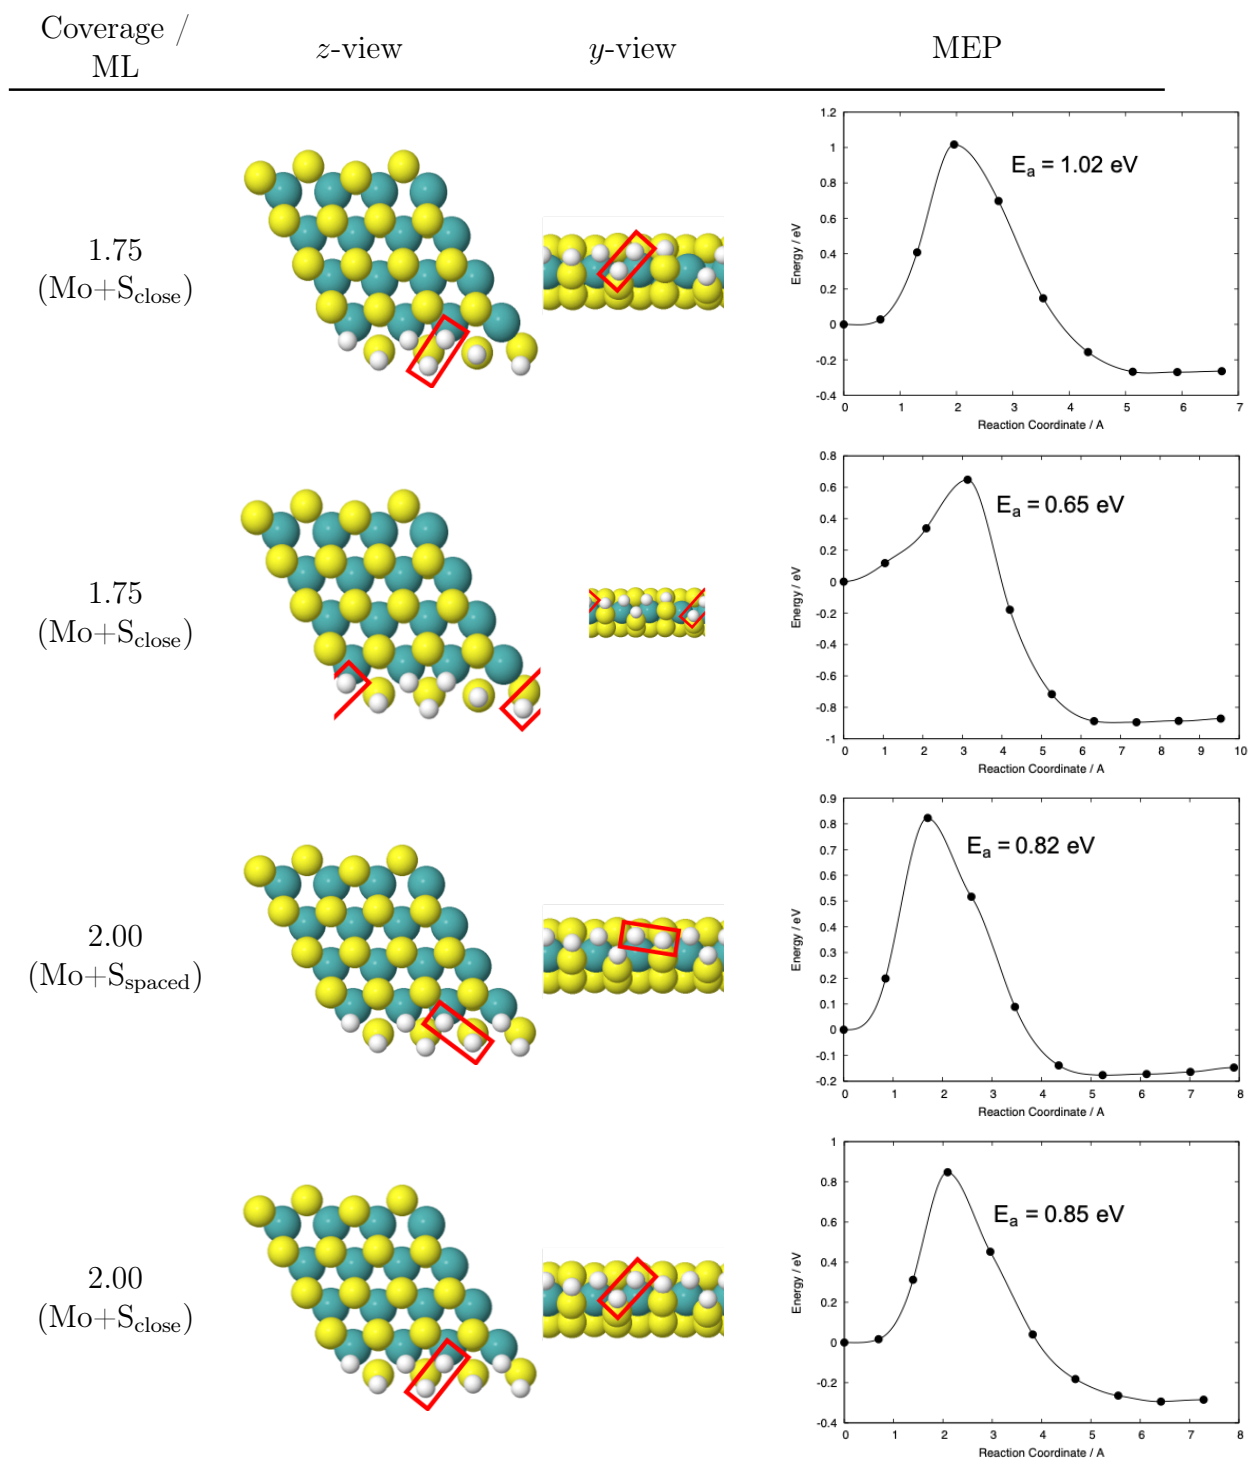 Coverage /
ML
z-view
y-view
MEP
1.75
(Mo+S_close)
1.2
1
0.8
0.6
0.4
0.2
0
-0.2
-0.4
Energy / eV
E_a = 1.02 eV
0 1 2 3 4 5 6 7
Reaction Coordinate / A
1.75
(Mo+S_close)
0.8
0.6
0.4
0.2
0
-0.2
-0.4
-0.6
-0.8
-1
Energy / eV
E_a = 0.65 eV
0 1 2 3 4 5 6 7 8 9 10
Reaction Coordinate / A
2.00
(Mo+S_spaced)
0.9
0.8
0.7
0.6
0.5
0.4
0.3
0.2
0.1
0
-0.1
-0.2
Energy / eV
E_a = 0.82 eV
0 1 2 3 4 5 6 7 8
Reaction Coordinate / A
2.00
(Mo+S_close)
1
0.8
0.6
0.4
0.2
0
-0.2
-0.4
Energy / eV
E_a = 0.85 eV
0 1 2 3 4 5 6 7 8
Reaction Coordinate / A